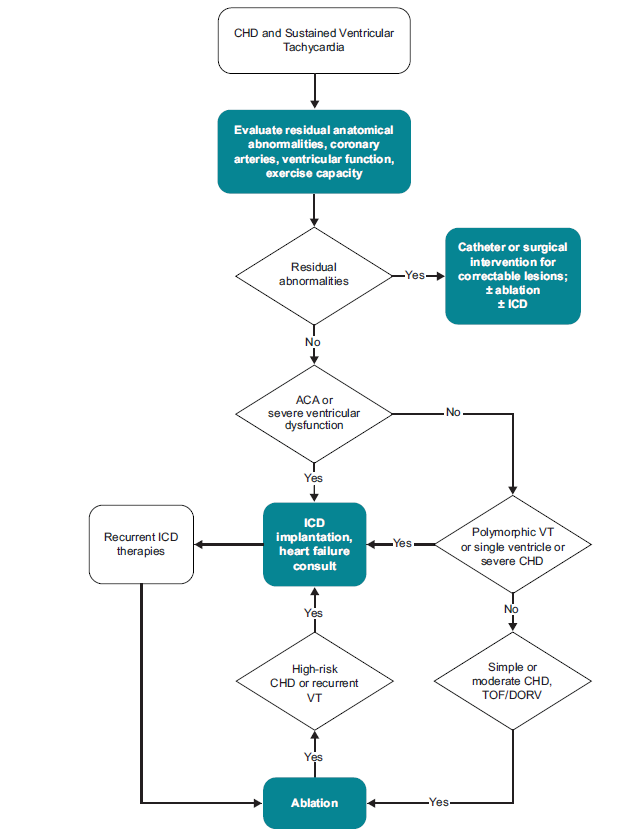 CHD and Sustained Ventricular
Tachycardia
Evaluate residual anatomical
abnormalities, coronary
arteries, ventricular function,
exercise capacity
Residual
abnormalities
Yes
Catheter or surgical
intervention for
correctable lesions;
± ablation
± ICD
No
ACA or
severe ventricular
dysfunction
No
Yes
Recurrent ICD
therapies
ICD
implantation,
heart failure
consult
Yes
Polymorphic VT
or single ventricle or
severe CHD
Yes
No
High-risk
CHD or recurrent
VT
Simple or
moderate CHD,
TOF/DORV
Yes
Ablation
Yes